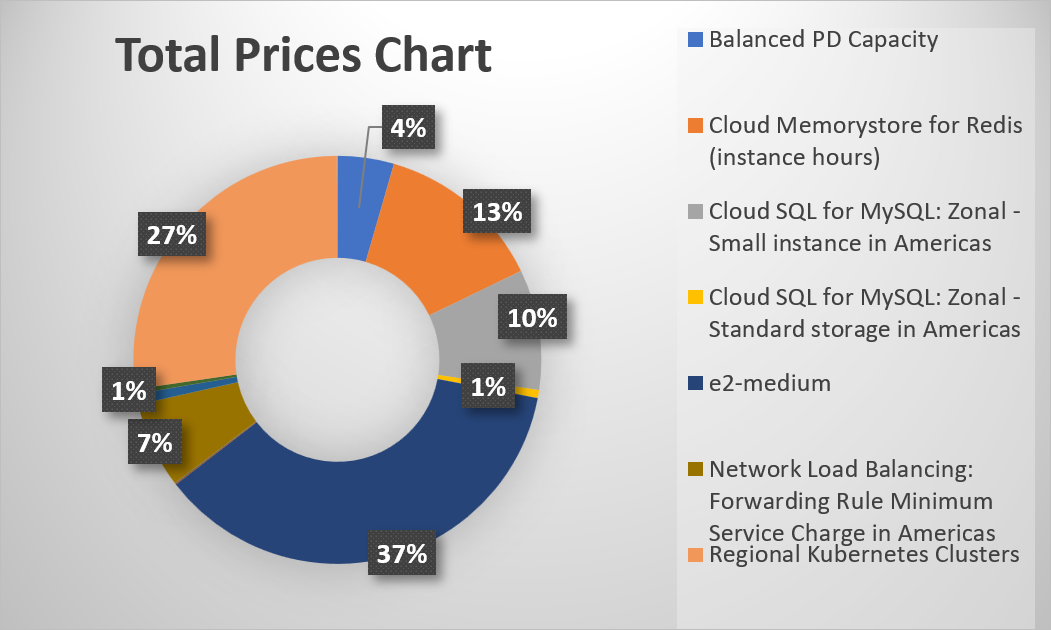 Total Prices Chart
4%
13%
10%
1%
37%
7%
1%
27%
Balanced PD Capacity
Cloud Memorystore for Redis
(instance hours)
Cloud SQL for MySQL: Zonal -
Small instance in Americas
Cloud SQL for MySQL: Zonal -
Standard storage in Americas
e2-medium
Network Load Balancing:
Forwarding Rule Minimum
Service Charge in Americas
Regional Kubernetes Clusters